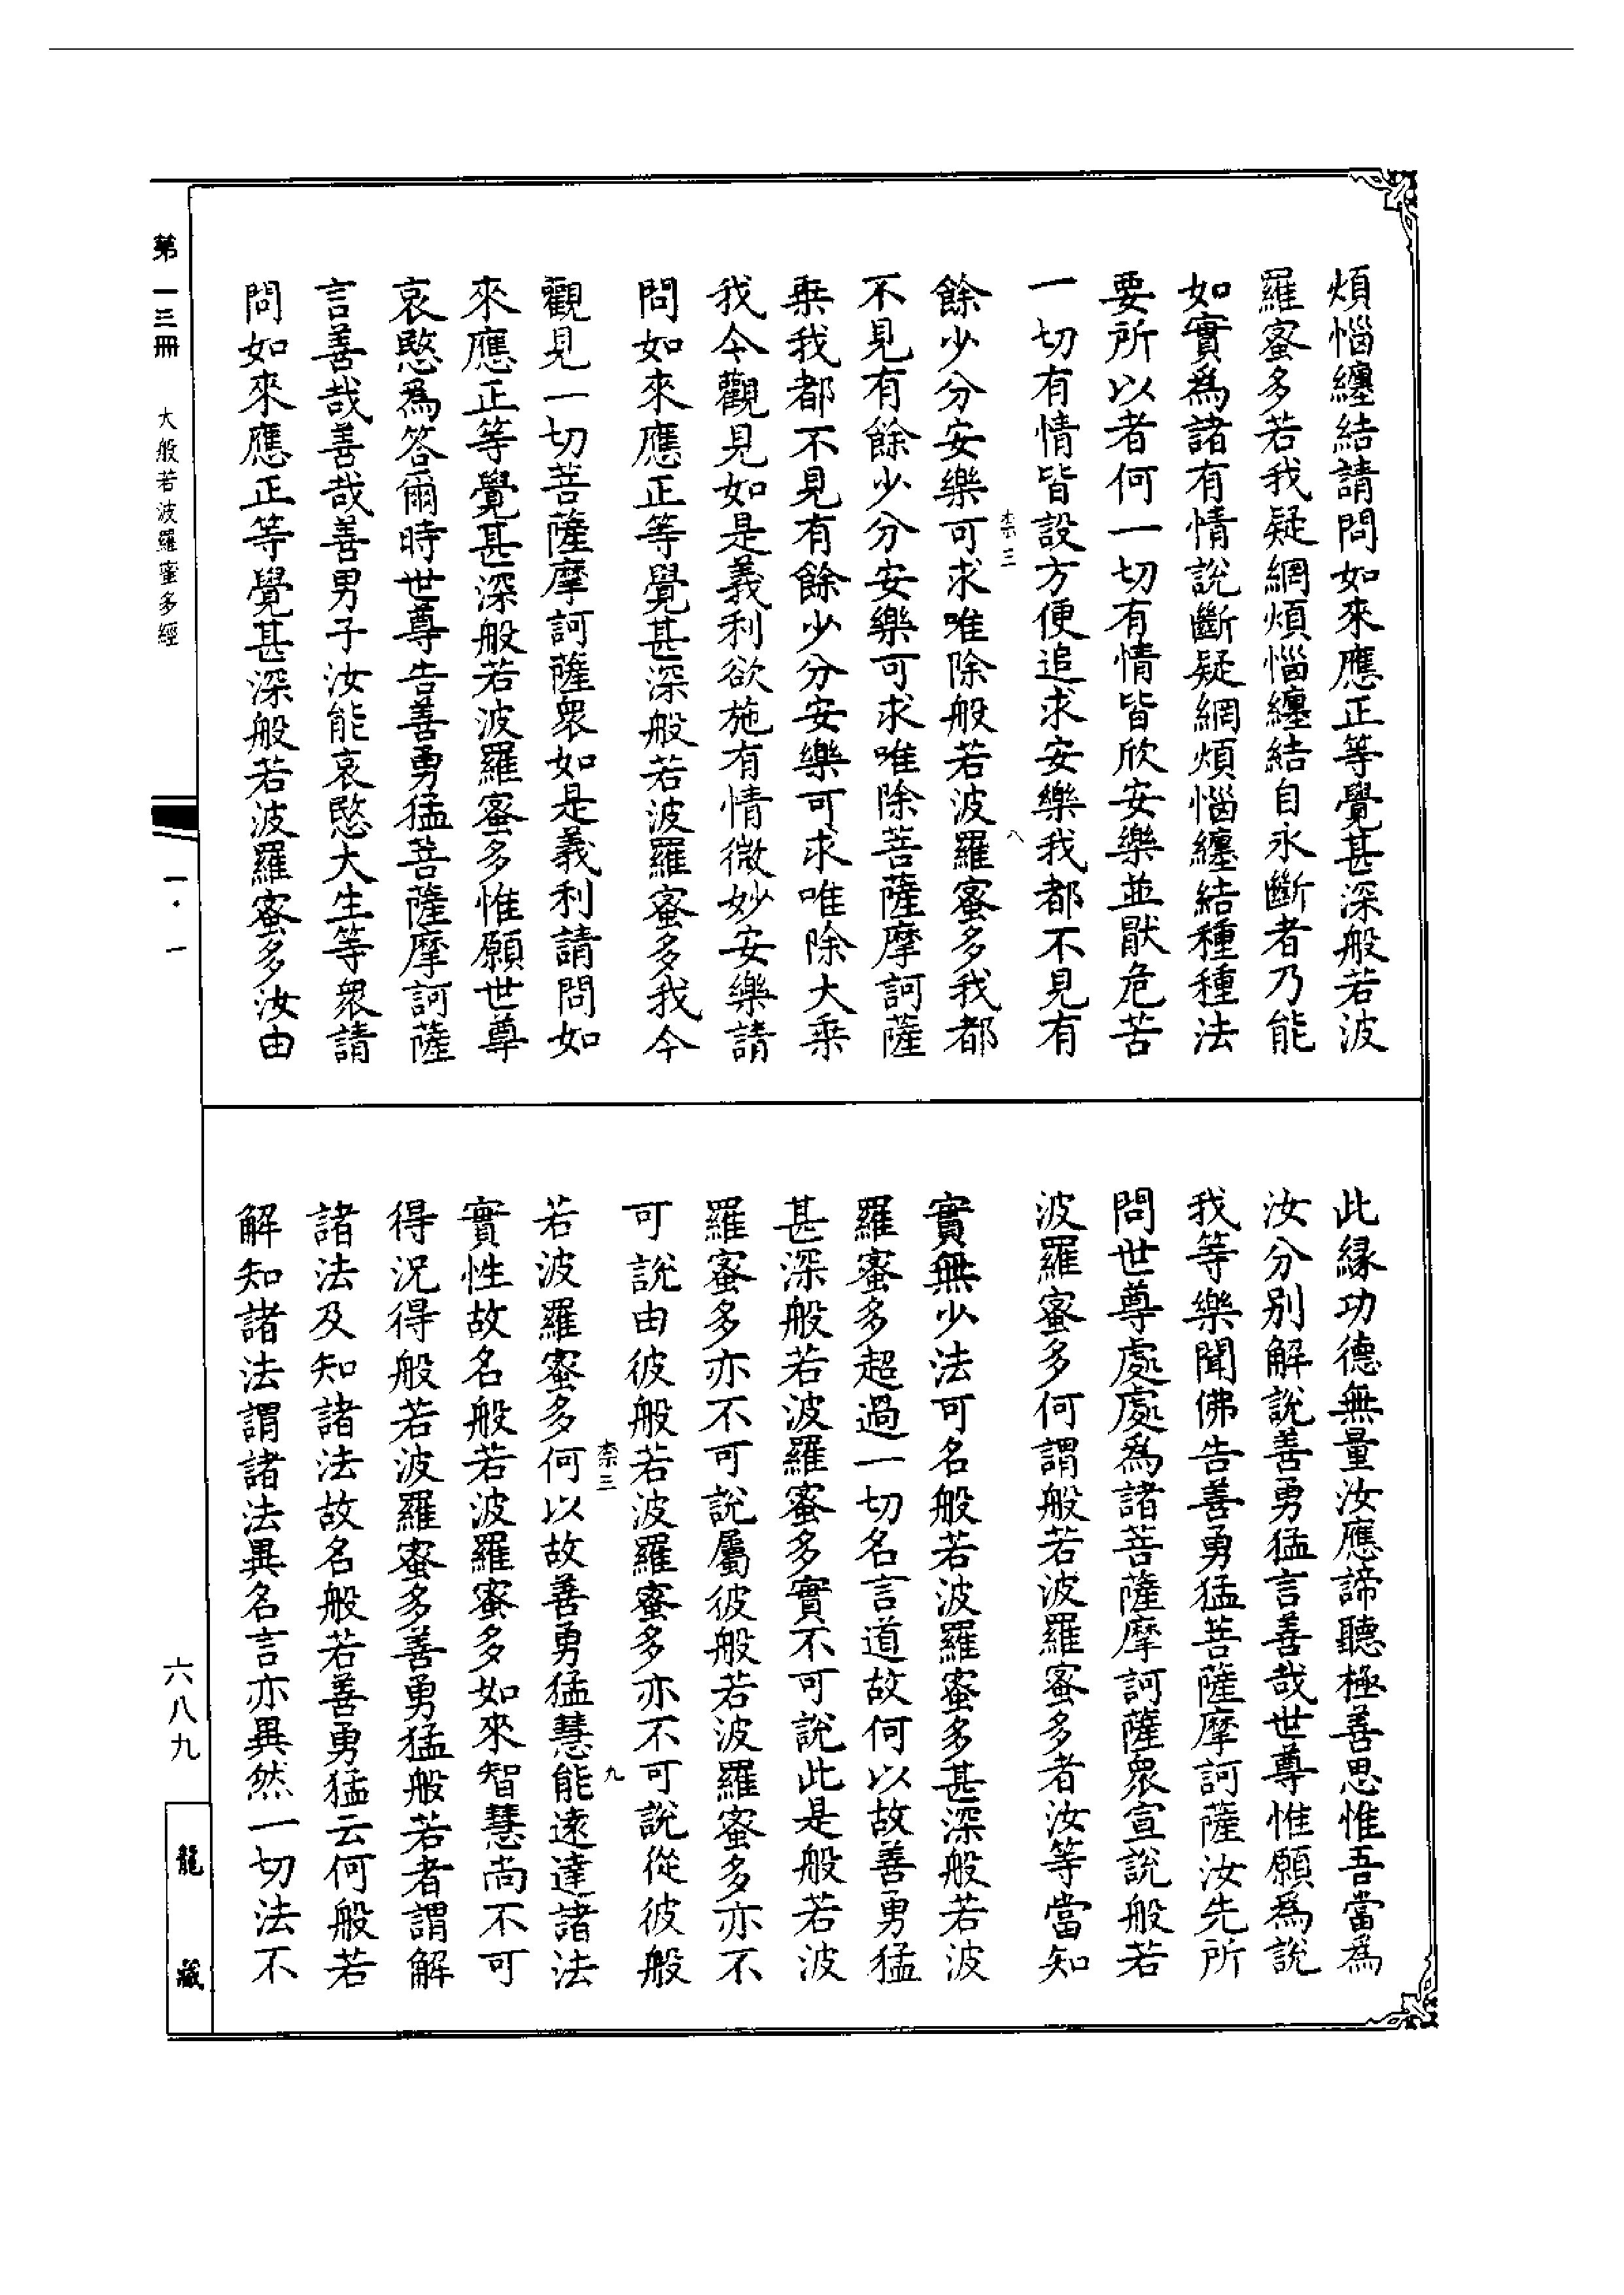 煩惱纏結請問如來應正等覺甚深般若波
羅蜜多若我疑網煩惱纏結自永斷者乃能
如實爲諸有情說斷疑網煩惱纏結種種法
要所以者何一切有情皆欣安樂並猒危苦
一切有情皆設方便追求安樂我都不見有
柰三
八
餘少分安樂可求唯除般若波羅蜜多我都
不見有餘少分安樂可求唯除菩薩摩訶薩
乗我都不見有餘少分安樂可求唯除大乗
我今觀見如是義利欲施有情微妙安樂請
問如來應正等覺甚深般若波羅蜜多我今
觀見一切菩薩摩訶薩衆如是義利請問如
來應正等覺甚深般若波羅蜜多惟願世尊
哀愍爲答爾時世尊告善勇猛菩薩摩訶薩
言善哉善哉善男子汝能哀愍大生等衆請
問如來應正等覺甚深般若波羅蜜多汝由
此縁功德無量汝應諦聽極善思惟吾當爲
汝分別解說善勇猛言善哉世尊惟願爲說
我等樂聞佛告善勇猛菩薩摩訶薩汝先所
問世尊處處爲諸菩薩摩訶薩衆宣說般若
波羅蜜多何謂般若波羅蜜多者汝等當知
實無少法可名般若波羅蜜多甚深般若波
羅蜜多超過一切名言道故何以故善勇猛
甚深般若波羅蜜多實不可說此是般若波
羅蜜多亦不可說屬彼般若波羅蜜多亦不
可說由彼般若波羅蜜多亦不可說從彼般
柰三
九
若波羅蜜多何以故善勇猛慧能遠達諸法
實性故名般若波羅蜜多如來智慧尚不可
得況得般若波羅蜜多善勇猛般若者謂解
諸法及知諸法故名般若善勇猛云何般若
解知諸法謂諸法異名言亦異然一切法不
第一三冊
大般若波羅蜜多經
一·一
六八九
龍藏